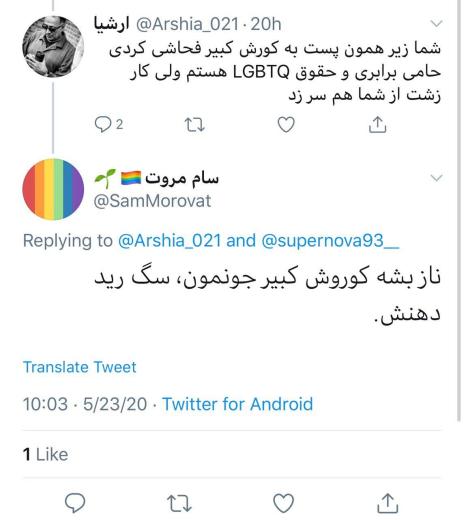 ارشیا @Arshia_021 · 20h
شما زیر همون پست به کورش کبیر فحاشی کردی
حامی برابری و حقوق LGBTQ هستم ولی کار
زشت از شما هم سر زد
2
سام مروت 🏳️‍🌈🌱
@SamMorovat
Replying to @Arshia_021 and @supernova93__
ناز بشه کوروش کبیر جونمون، سگ رید
دهنش.
Translate Tweet
10:03 · 5/23/20 · Twitter for Android
1 Like